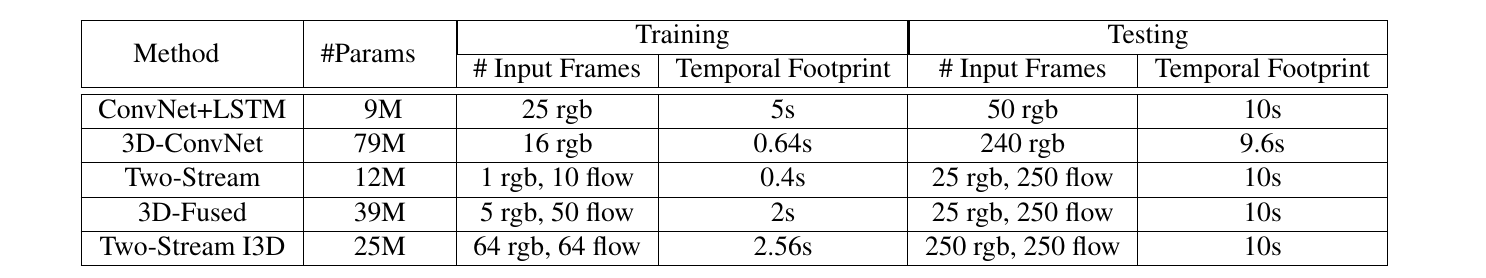 Method #Params Training Testing
# Input Frames Temporal Footprint # Input Frames Temporal Footprint
ConvNet+LSTM 9M 25 rgb 5s 50 rgb 10s
3D-ConvNet 79M 16 rgb 0.64s 240 rgb 9.6s
Two-Stream 12M 1 rgb, 10 flow 0.4s 25 rgb, 250 flow 10s
3D-Fused 39M 5 rgb, 50 flow 2s 25 rgb, 250 flow 10s
Two-Stream I3D 25M 64 rgb, 64 flow 2.56s 250 rgb, 250 flow 10s